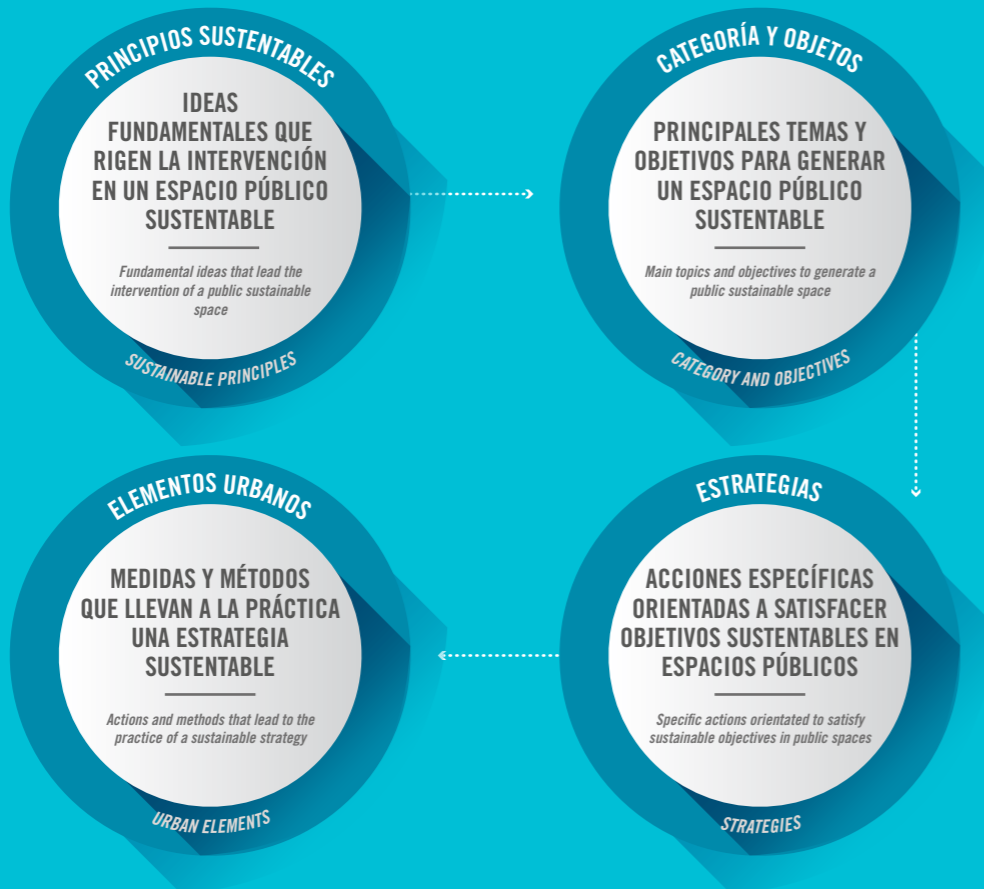 PRINCIPIOS SUSTENTABLES
IDEAS
FUNDAMENTALES QUE
RIGEN LA INTERVENCIÓN
EN UN ESPACIO PÚBLICO
SUSTENTABLE
Fundamental ideas that lead the
intervention of a public sustainable
space
SUSTAINABLE PRINCIPLES
CATEGORÍA Y OBJETOS
PRINCIPALES TEMAS Y
OBJETIVOS PARA GENERAR
UN ESPACIO PÚBLICO
SUSTENTABLE
Main topics and objectives to generate a
public sustainable space
CATEGORY AND OBJECTIVES
ELEMENTOS URBANOS
MEDIDAS Y MÉTODOS
QUE LLEVAN A LA PRÁCTICA
UNA ESTRATEGIA
SUSTENTABLE
Actions and methods that lead to the
practice of a sustainable strategy
URBAN ELEMENTS
ESTRATEGIAS
ACCIONES ESPECÍFICAS
ORIENTADAS A SATISFACER
OBJETIVOS SUSTENTABLES EN
ESPACIOS PÚBLICOS
Specific actions orientated to satisfy
sustainable objectives in public spaces
STRATEGIES